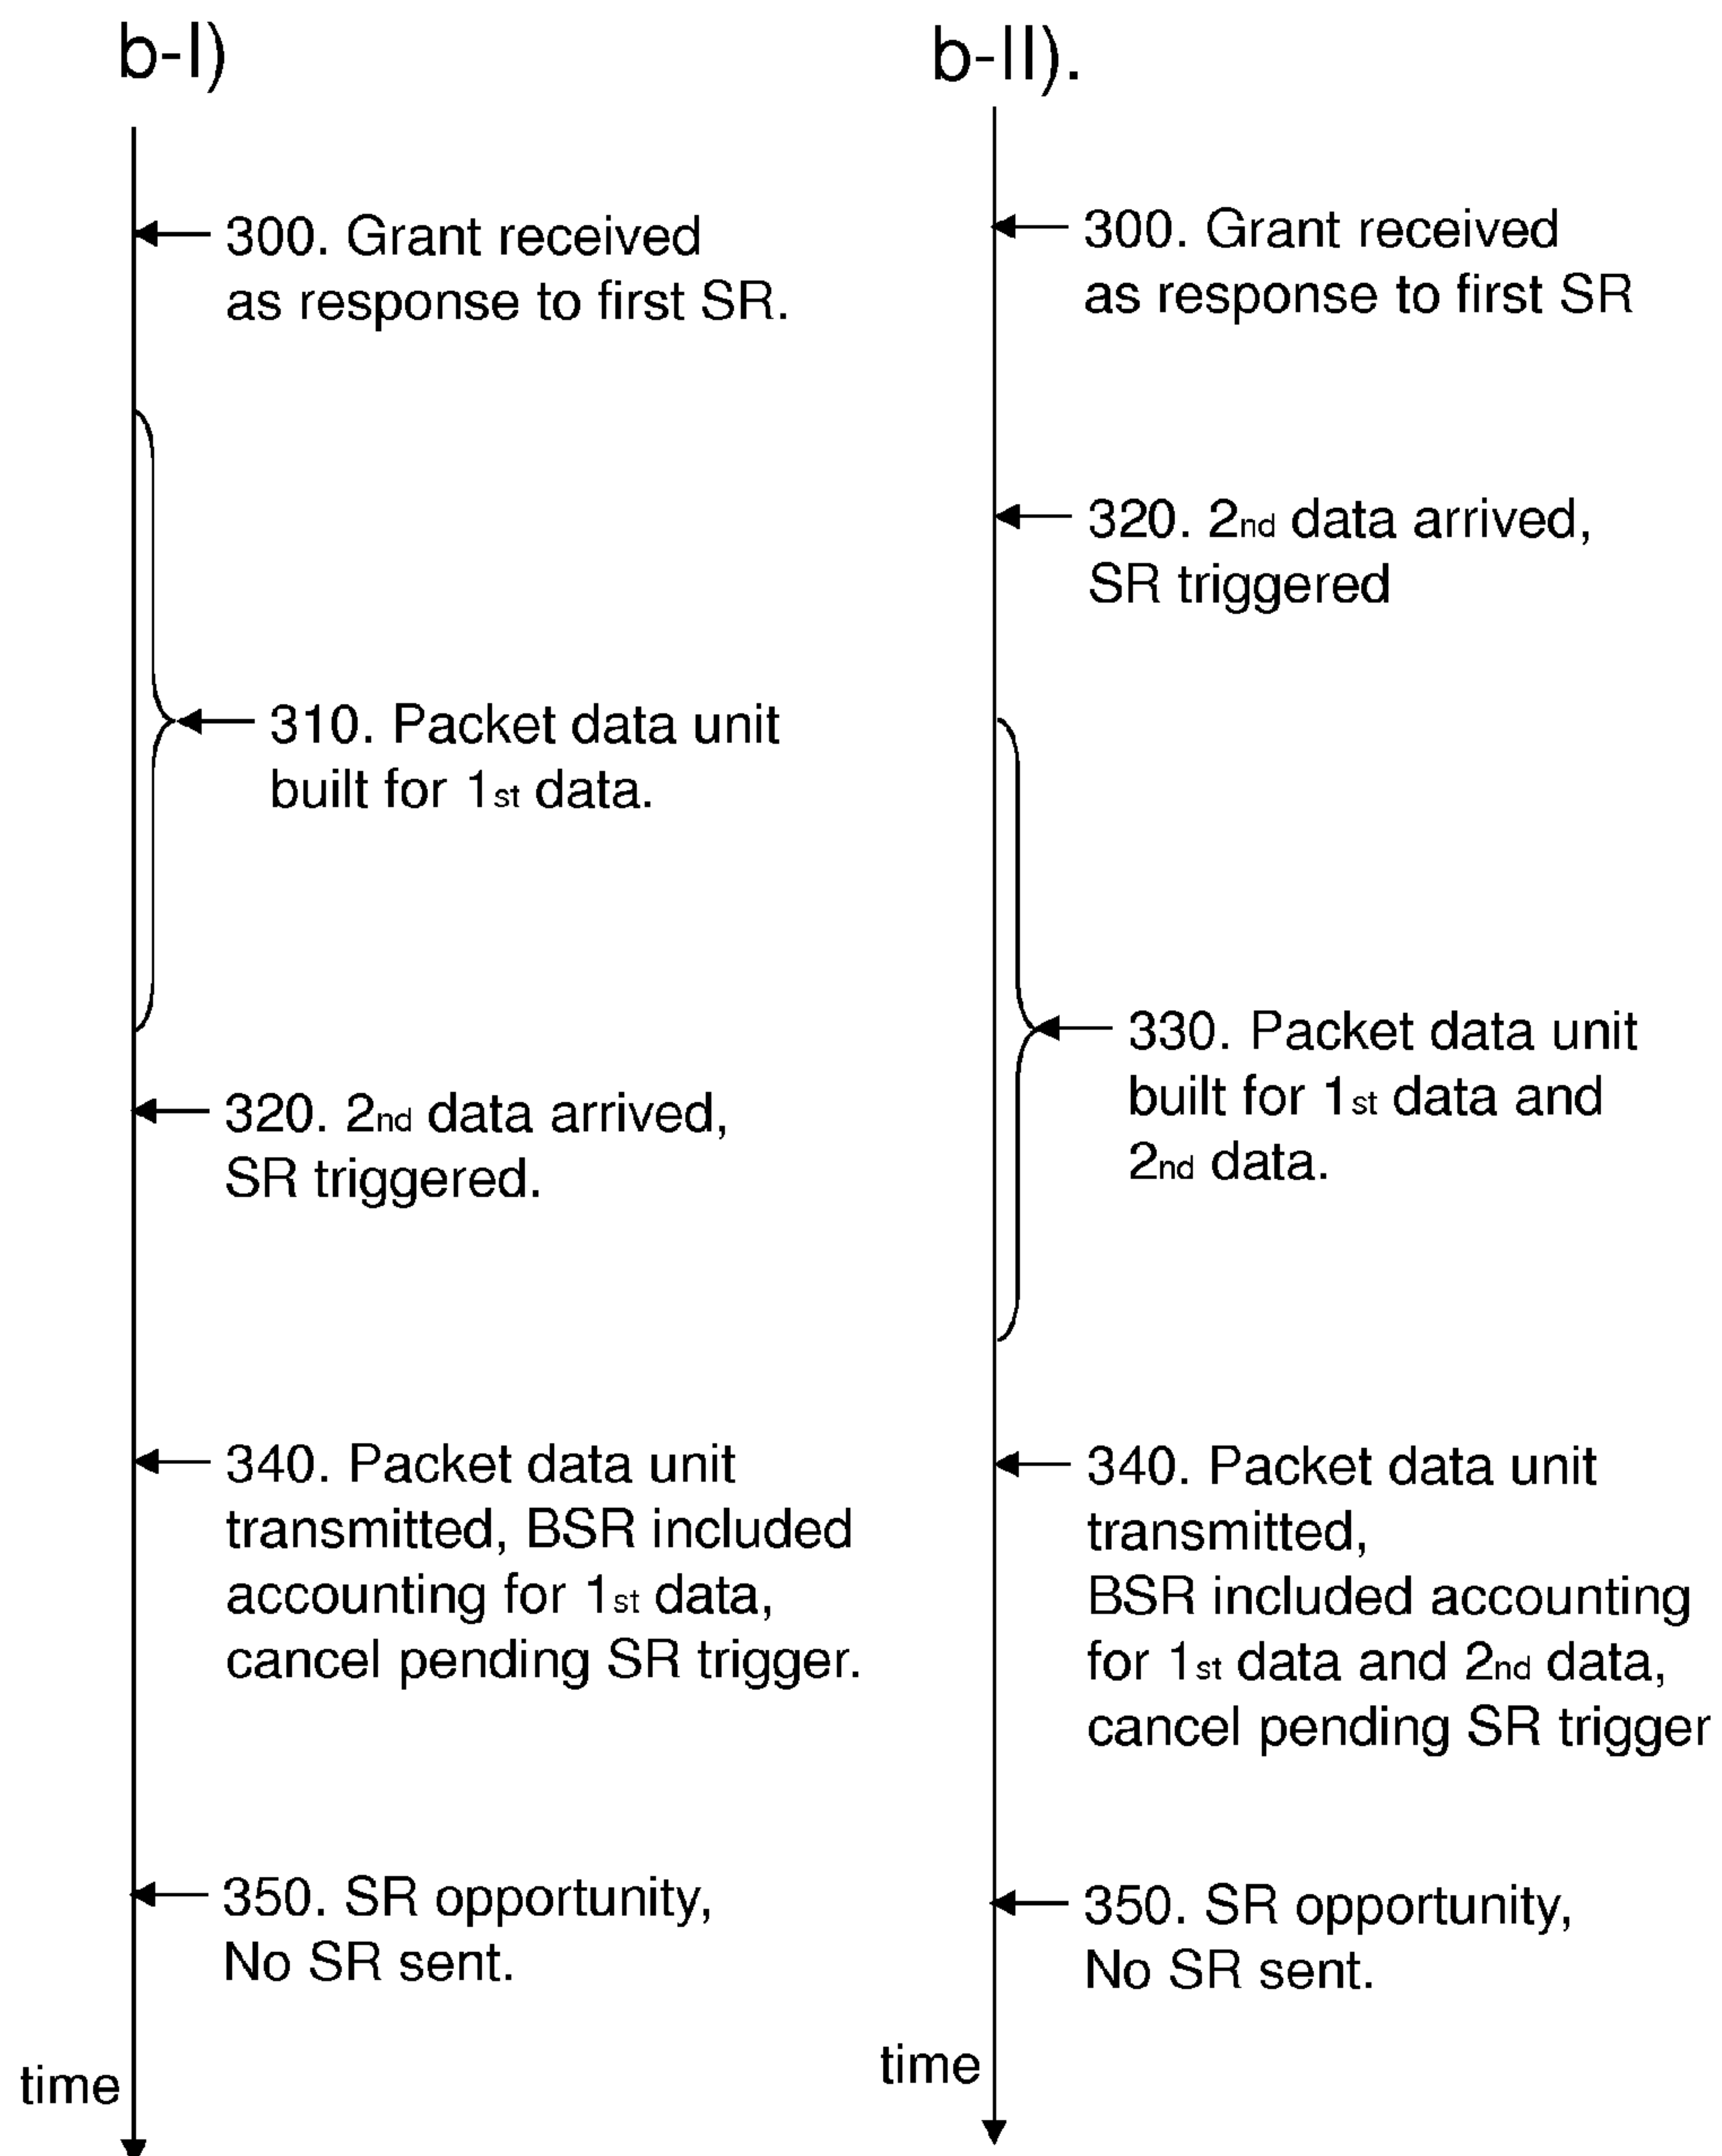 b-I)
300. Grant received
as response to first SR.
310. Packet data unit
built for 1st data.
320. 2nd data arrived,
SR triggered.
340. Packet data unit
transmitted, BSR included
accounting for 1st data,
cancel pending SR trigger.
350. SR opportunity,
No SR sent.
time
b-II).
300. Grant received
as response to first SR
320. 2nd data arrived,
SR triggered
330. Packet data unit
built for 1st data and
2nd data.
340. Packet data unit
transmitted,
BSR included accounting
for 1st data and 2nd data,
cancel pending SR trigger
350. SR opportunity,
No SR sent.
time